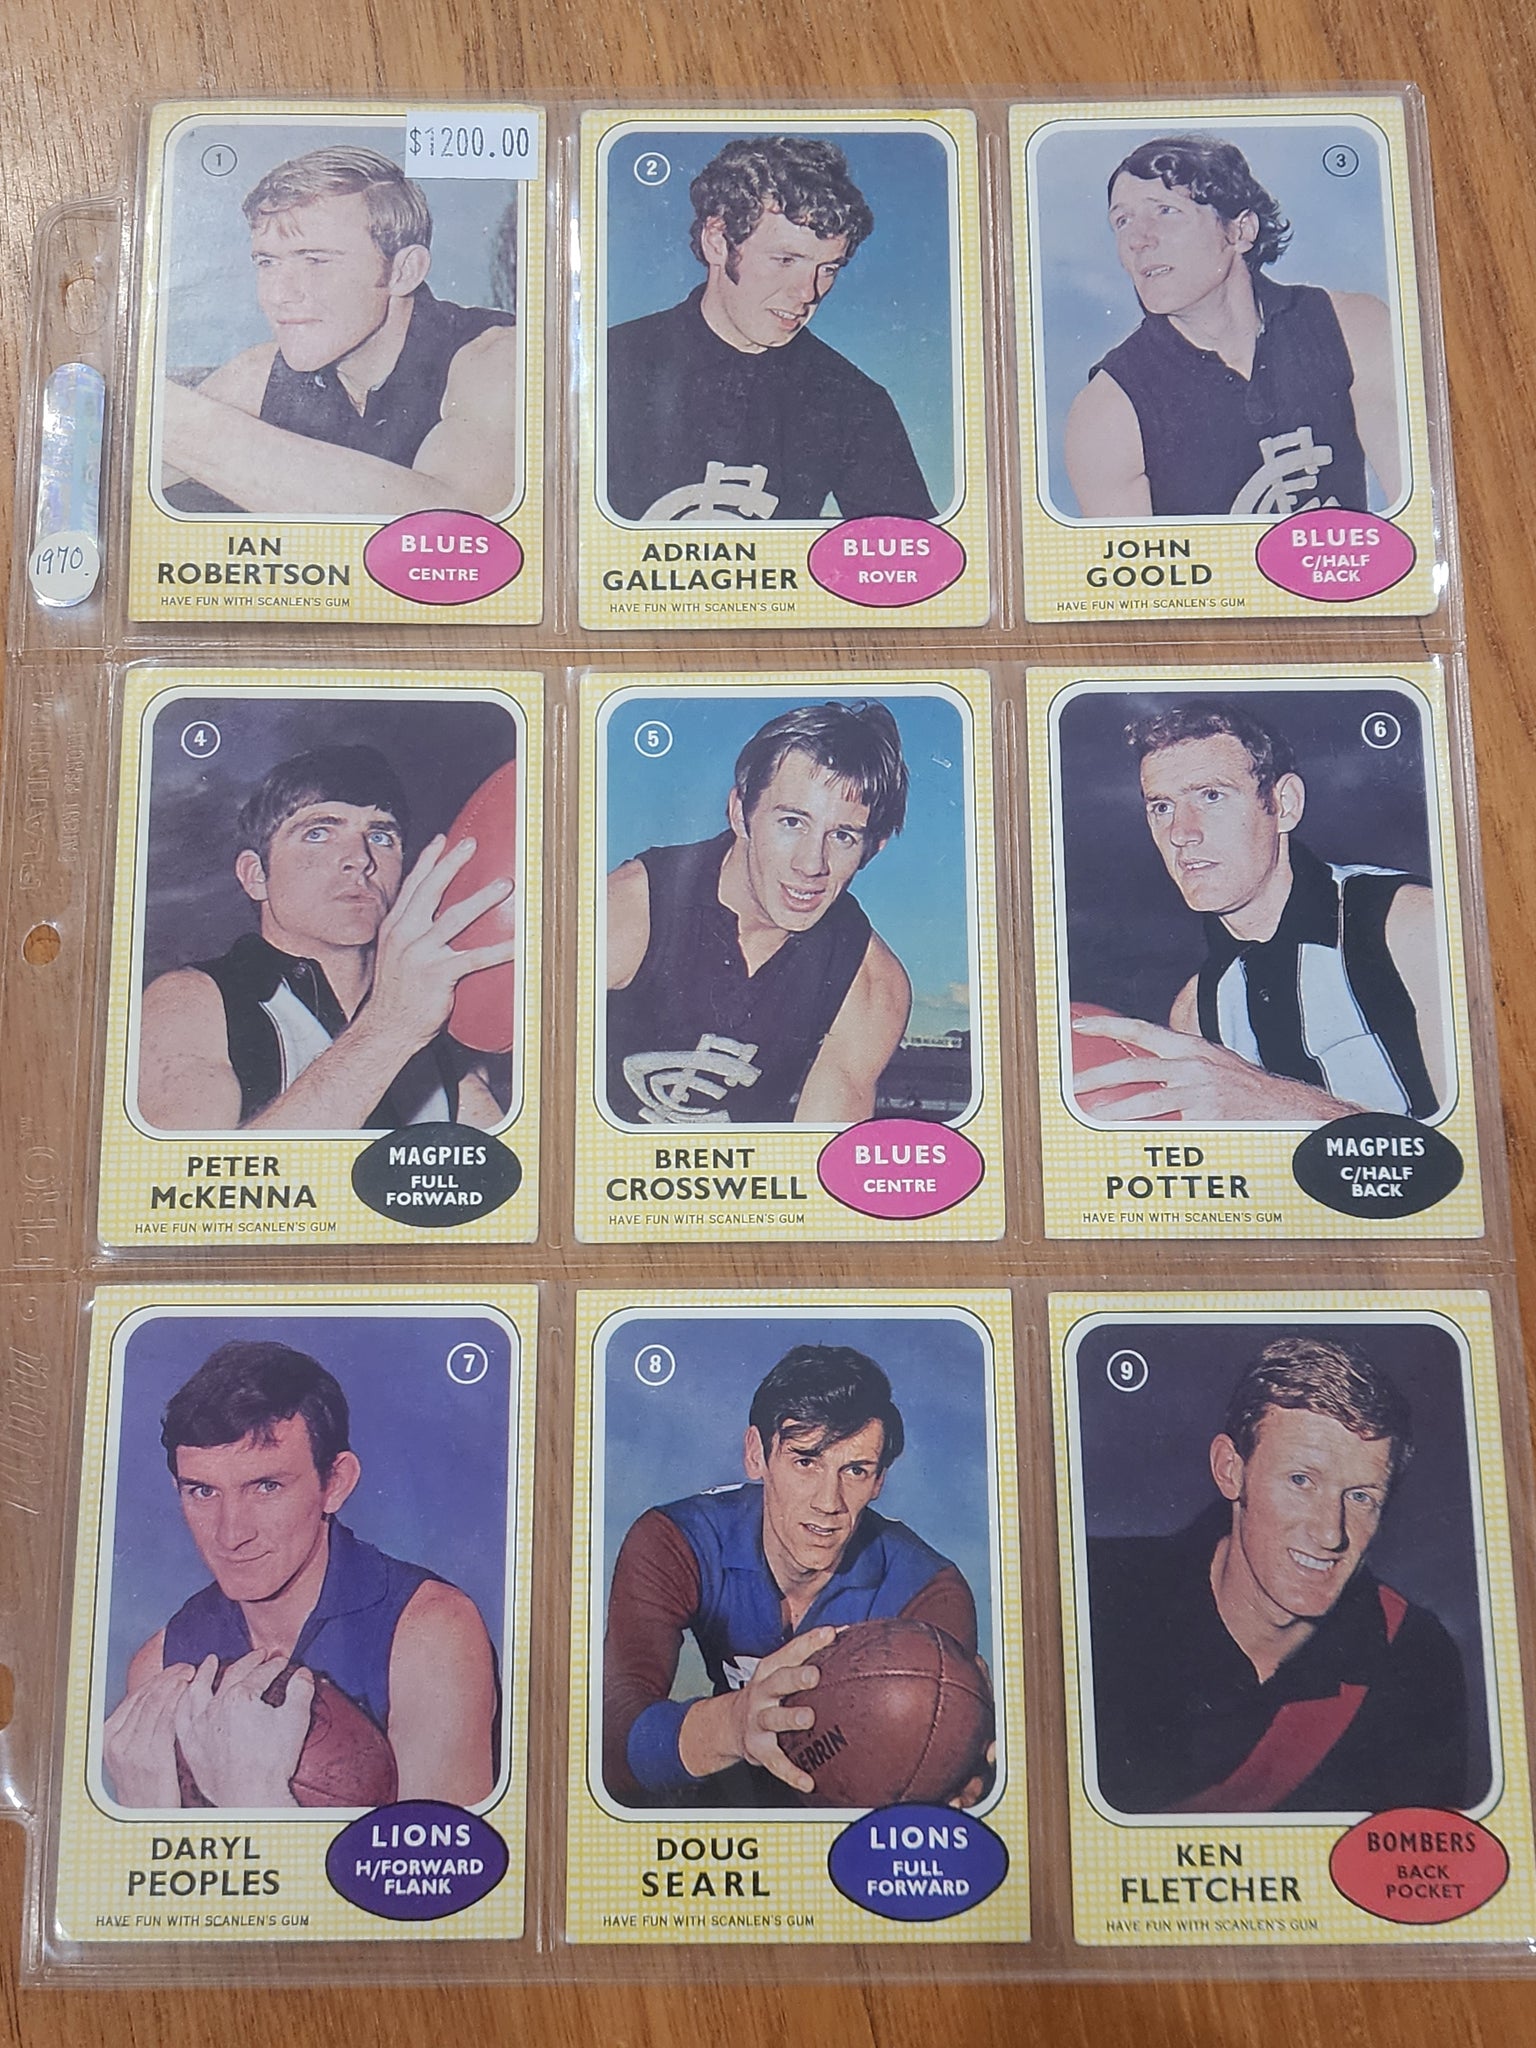 $1200.00
1
IAN
ROBERTSON
BLUES
CENTRE
HAVE FUN WITH SCANLEN'S GUM
2
ADRIAN
GALLAGHER
BLUES
ROVER
HAVE FUN WITH SCANLEN'S GUM
3
JOHN
GOOLD
BLUES
C/HALF
BACK
HAVE FUN WITH SCANLEN'S GUM
1970.
4
PETER
McKENNA
MAGPIES
FULL
FORWARD
HAVE FUN WITH SCANLEN'S GUM
5
BRENT
CROSSWELL
BLUES
CENTRE
HAVE FUN WITH SCANLEN'S GUM
6
TED
POTTER
MAGPIES
C/HALF
BACK
HAVE FUN WITH SCANLEN'S GUM
PLATINUM
PRO
7
DARYL
PEOPLES
LIONS
H/FORWARD
FLANK
HAVE FUN WITH SCANLEN'S GUM
8
ERRIN
DOUG
SEARL
LIONS
FULL
FORWARD
HAVE FUN WITH SCANLEN'S GUM
9
KEN
FLETCHER
BOMBERS
BACK
POCKET
HAVE FUN WITH SCANLEN'S GUM